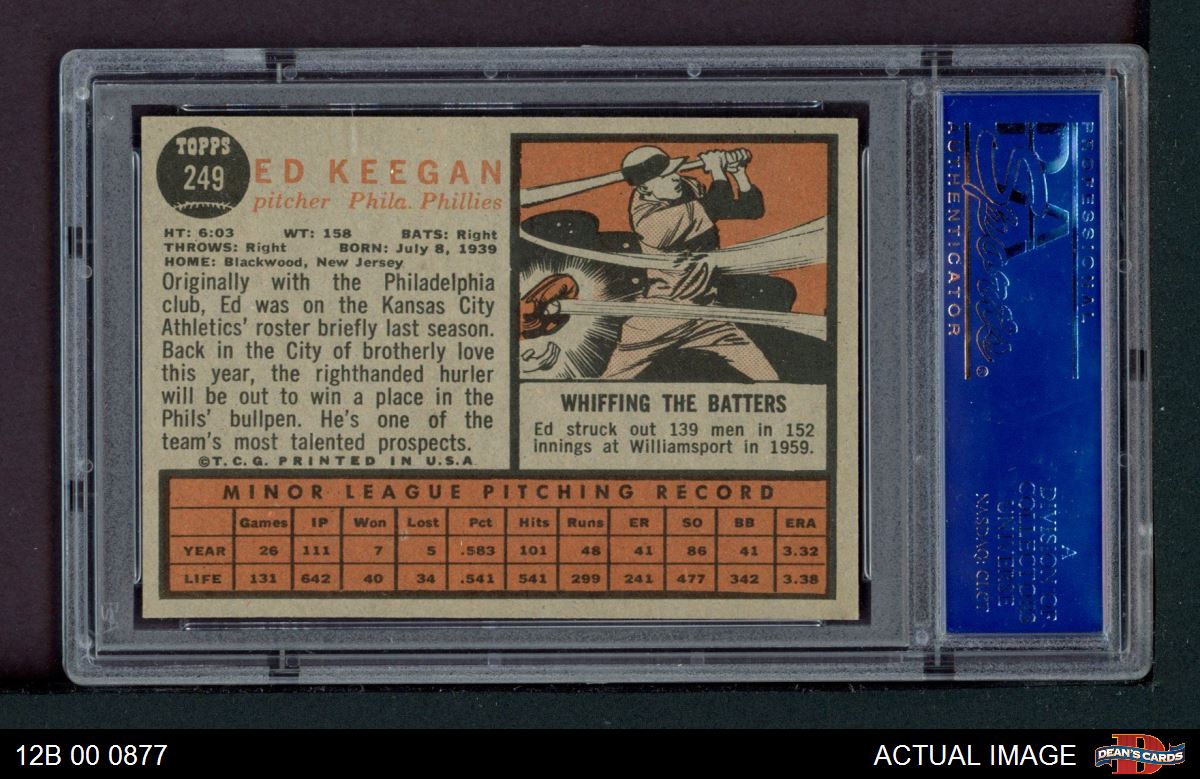 TOPPS
249
ED KEEGAN
pitcher Phila. Phillies
HT: 6:03 WT: 158 BATS: Right
THROWS: Right BORN: July 8, 1939
HOME: Blackwood, New Jersey
Originally with the Philadelphia
club, Ed was on the Kansas City
Athletics' roster briefly last season.
Back in the City of brotherly love
this year, the righthanded hurler
will be out to win a place in the
Phils' bullpen. He's one of the
team's most talented prospects.
©T.C.G. PRINTED IN U.S.A.
WHIFFING THE BATTERS
Ed struck out 139 men in 152
innings at Williamsport in 1959.
MINOR LEAGUE PITCHING RECORD
Games IP Won Lost Pct Hits Runs ER SO BB ERA
YEAR 26 111 7 5 .583 101 48 41 86 41 3.32
LIFE 131 642 40 34 .541 541 299 241 477 342 3.38
PROFESSIONAL
PSA
Sports
AUTHENTICATOR
®
A
DIVISION OF
COLLECTORS
UNIVERSE
NASDAQ: CLCT
12B 00 0877
ACTUAL IMAGE
D
DEAN'S CARDS